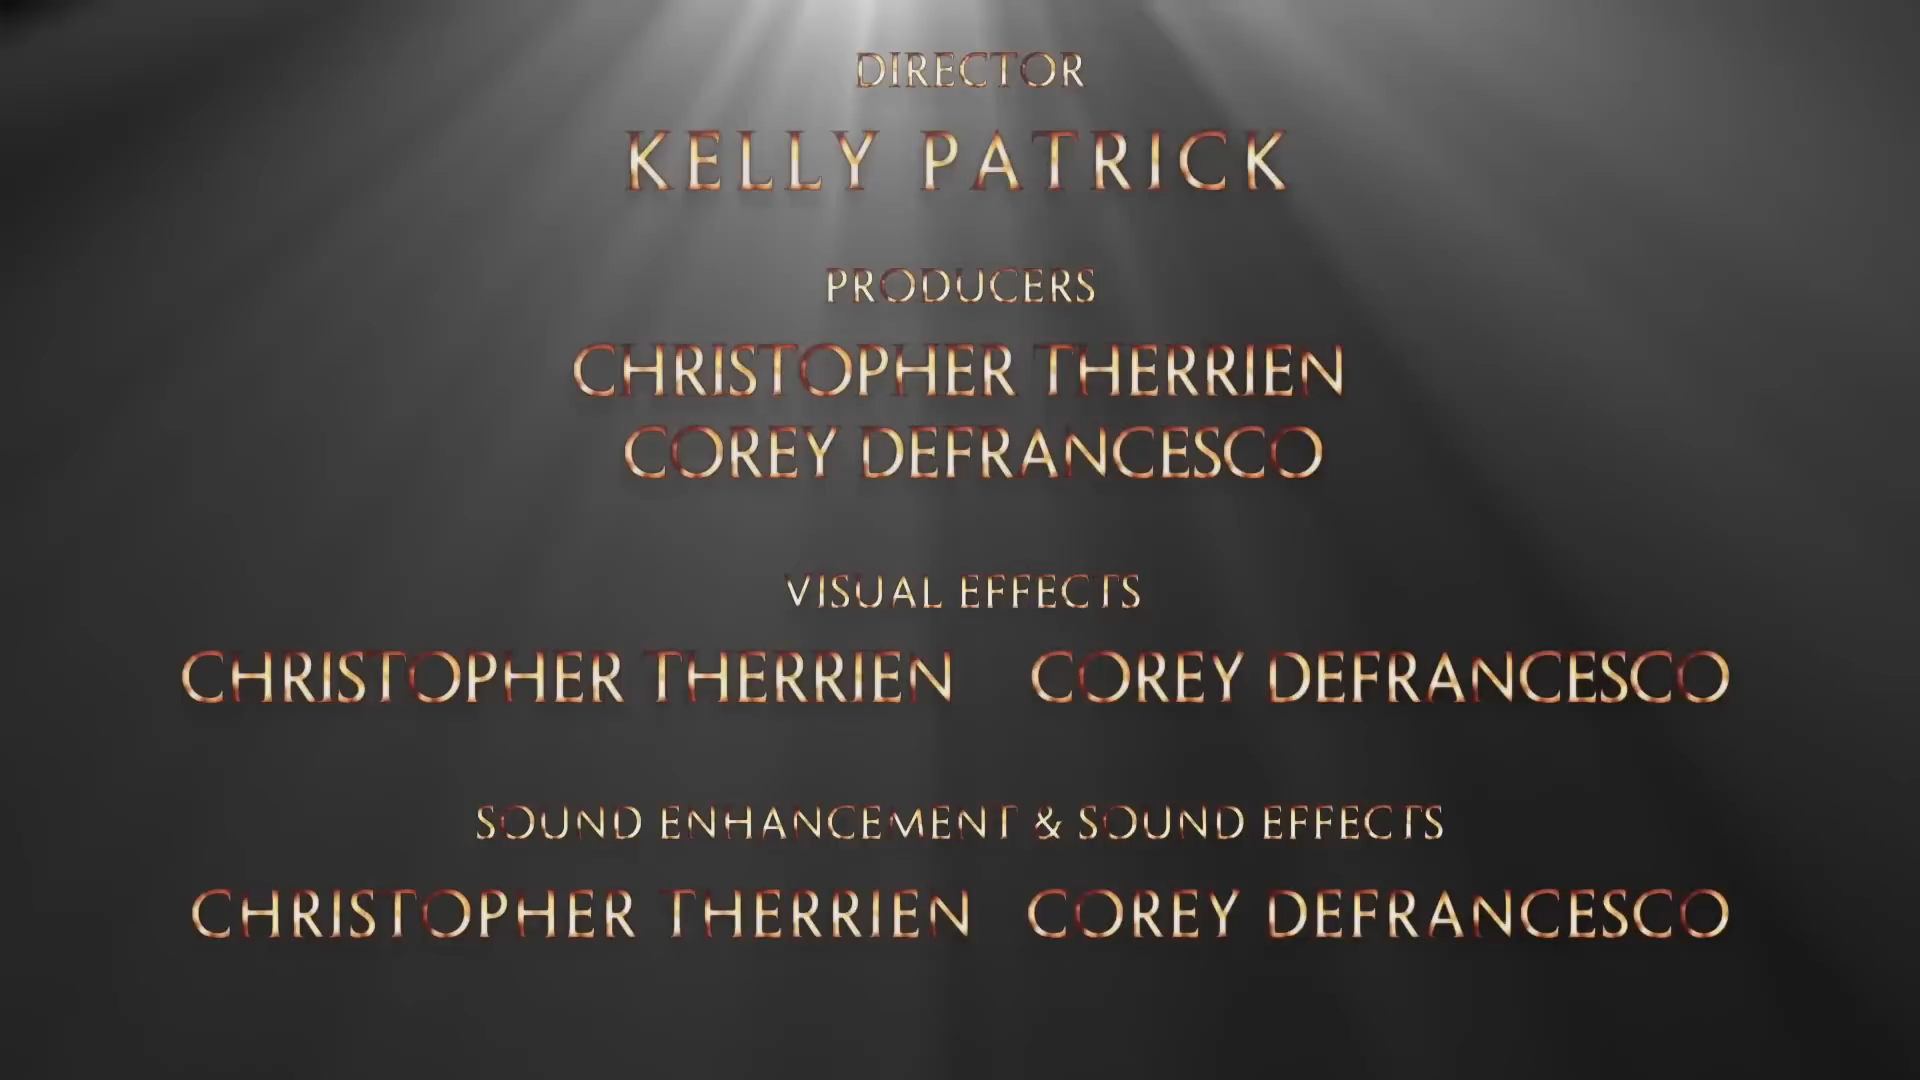 DIRECTOR
KELLY PATRICK
PRODUCERS
CHRISTOPHER THERRIEN
COREY DEFRANCESCO
VISUAL EFFECTS
CHRISTOPHER THERRIEN COREY DEFRANCESCO
SOUND ENHANCEMENT & SOUND EFFECTS
CHRISTOPHER THERRIEN COREY DEFRANCESCO